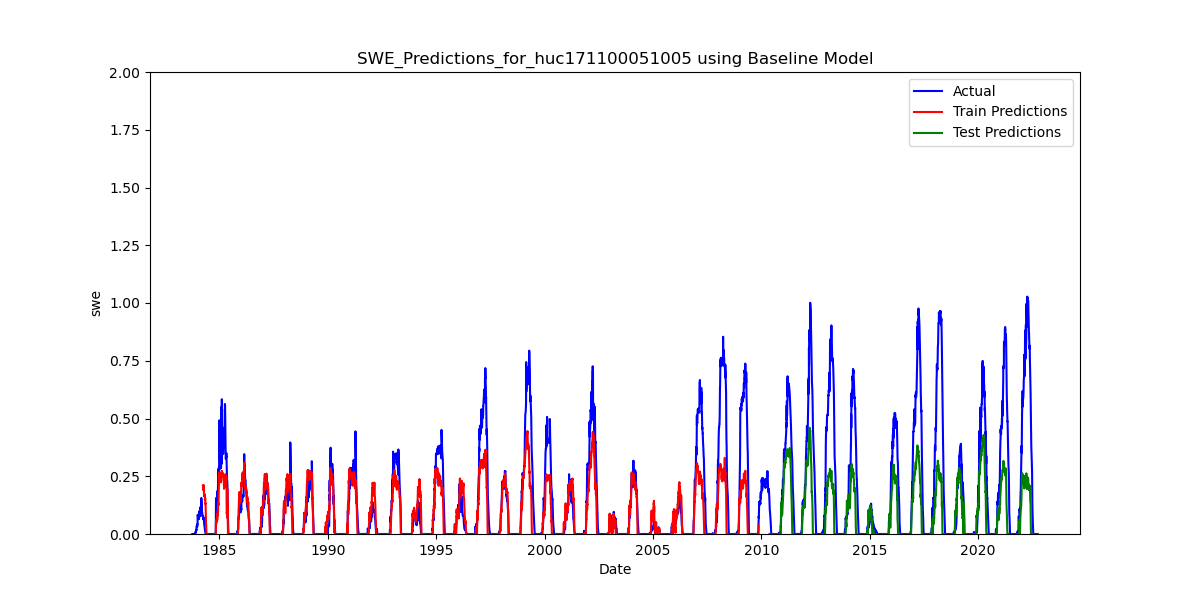 SWE_Predictions_for_huc171100051005 using Baseline Model
2.00
1.75
1.50
1.25
1.00
0.75
0.50
0.25
0.00
swe
Actual
Train Predictions
Test Predictions
1985
1990
1995
2000
2005
2010
2015
2020
Date